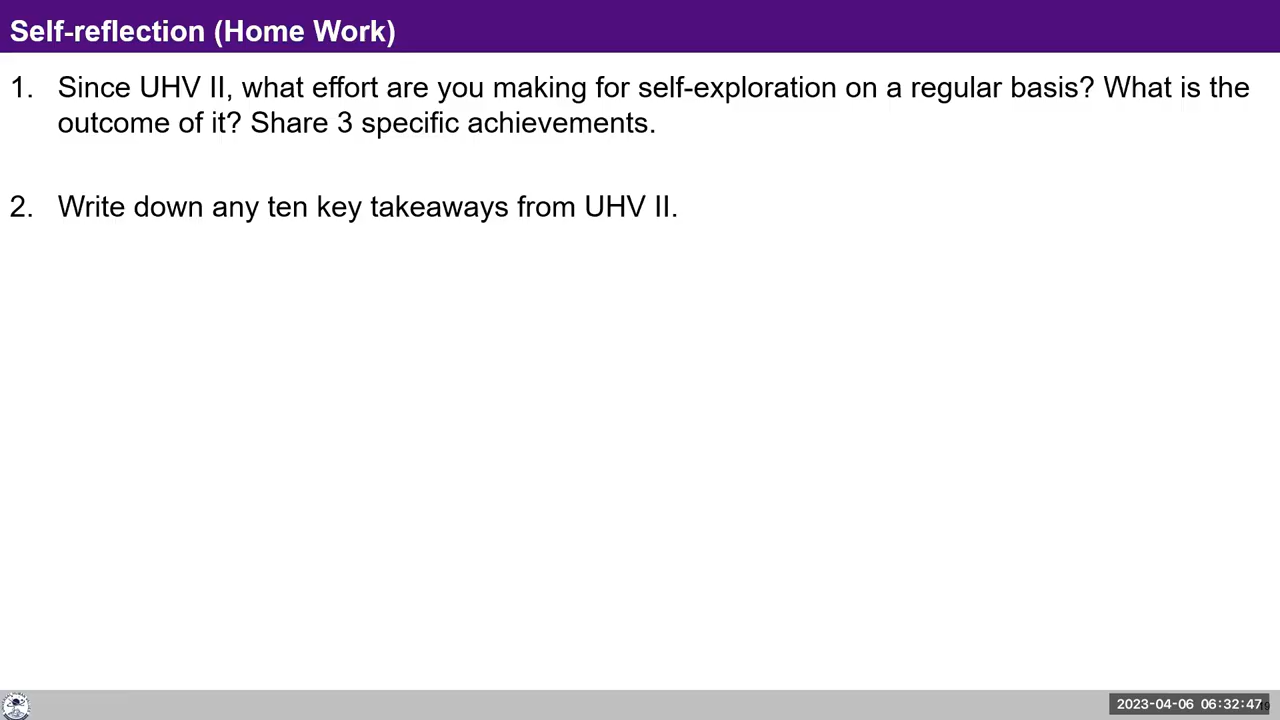 Self-reflection (Home Work)
1. Since UHV II, what effort are you making for self-exploration on a regular basis? What is the
outcome of it? Share 3 specific achievements.
2. Write down any ten key takeaways from UHV II.
2023-04-06 06:32:47
19